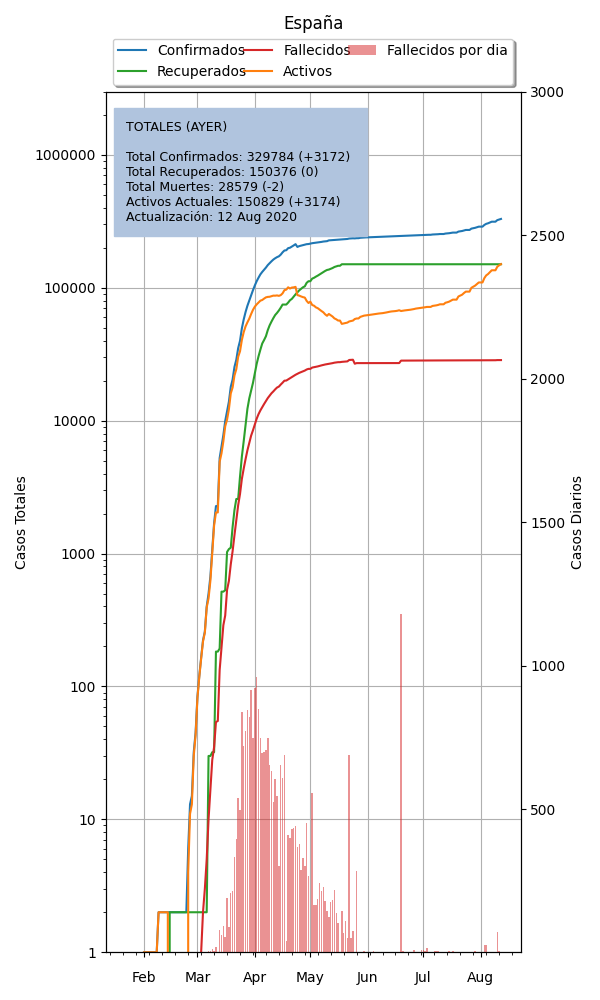 España
Confirmados Fallecidos Fallecidos por dia
Recuperados Activos
3000
TOTALES (AYER)
1000000
Total Confirmados: 329784 (+3172)
Total Recuperados: 150376 (0)
Total Muertes: 28579 (-2)
Activos Actuales: 150829 (+3174)
Actualización: 12 Aug 2020
2500
100000
2000
10000
Casos Totales
Casos Diarios
1500
1000
1000
100
500
10
1
Feb Mar Apr May Jun Jul Aug